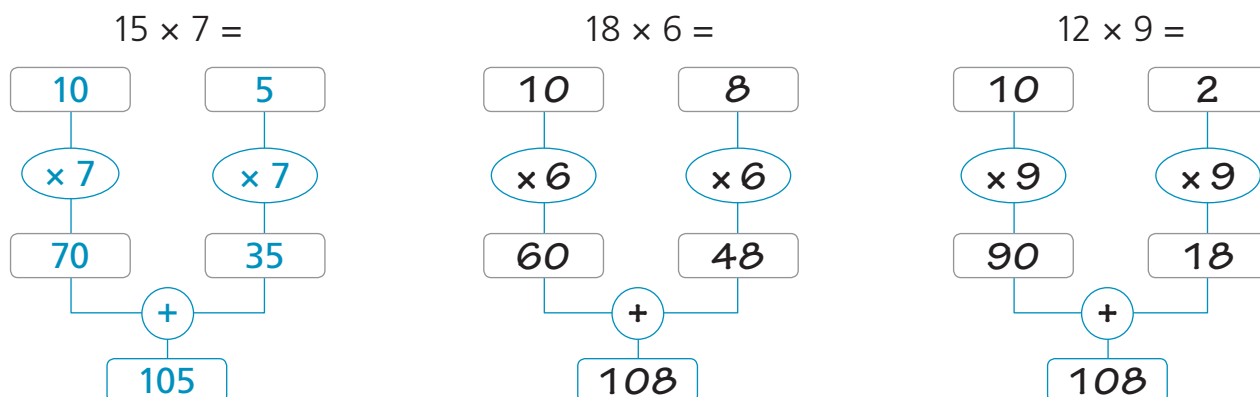 15 × 7 = 18 × 6 = 12 × 9 =
10 5 10 8 10 2
× 7 × 7 × 6 × 6 × 9 × 9
70 35 60 48 90 18
+ + +
105 108 108